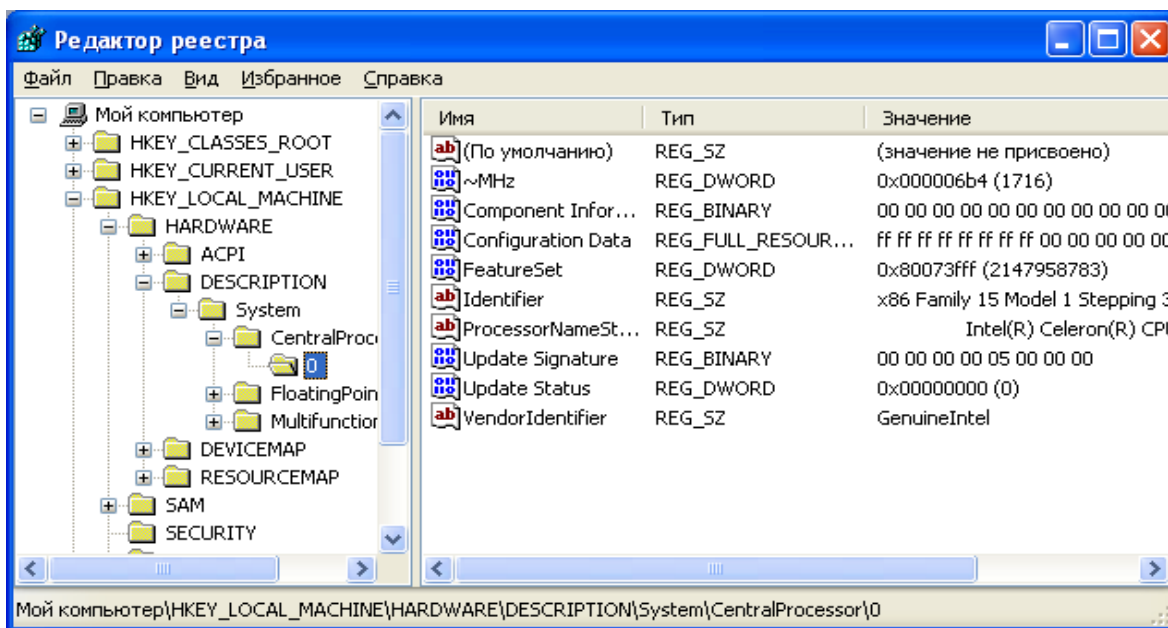 Редактор реестра
Файл Правка Вид Избранное Справка
Мой компьютер
HKEY_CLASSES_ROOT
HKEY_CURRENT_USER
HKEY_LOCAL_MACHINE
HARDWARE
ACPI
DESCRIPTION
System
CentralProc
0
FloatingPoin
Multifunction
DEVICEMAP
RESOURCEMAP
SAM
SECURITY
Имя Тип Значение
(По умолчанию) REG_SZ (значение не присвоено)
~MHz REG_DWORD 0x000006b4 (1716)
Component Infor... REG_BINARY 00 00 00 00 00 00 00 00 00 00 00
Configuration Data REG_FULL_RESOUR... ff ff ff ff ff ff ff ff 00 00 00 00 00
FeatureSet REG_DWORD 0x80073fff (2147958783)
Identifier REG_SZ x86 Family 15 Model 1 Stepping 3
ProcessorNameSt... REG_SZ Intel(R) Celeron(R) CPU
Update Signature REG_BINARY 00 00 00 00 05 00 00 00
Update Status REG_DWORD 0x00000000 (0)
VendorIdentifier REG_SZ GenuineIntel
Мой компьютер\HKEY_LOCAL_MACHINE\HARDWARE\DESCRIPTION\System\CentralProcessor\0